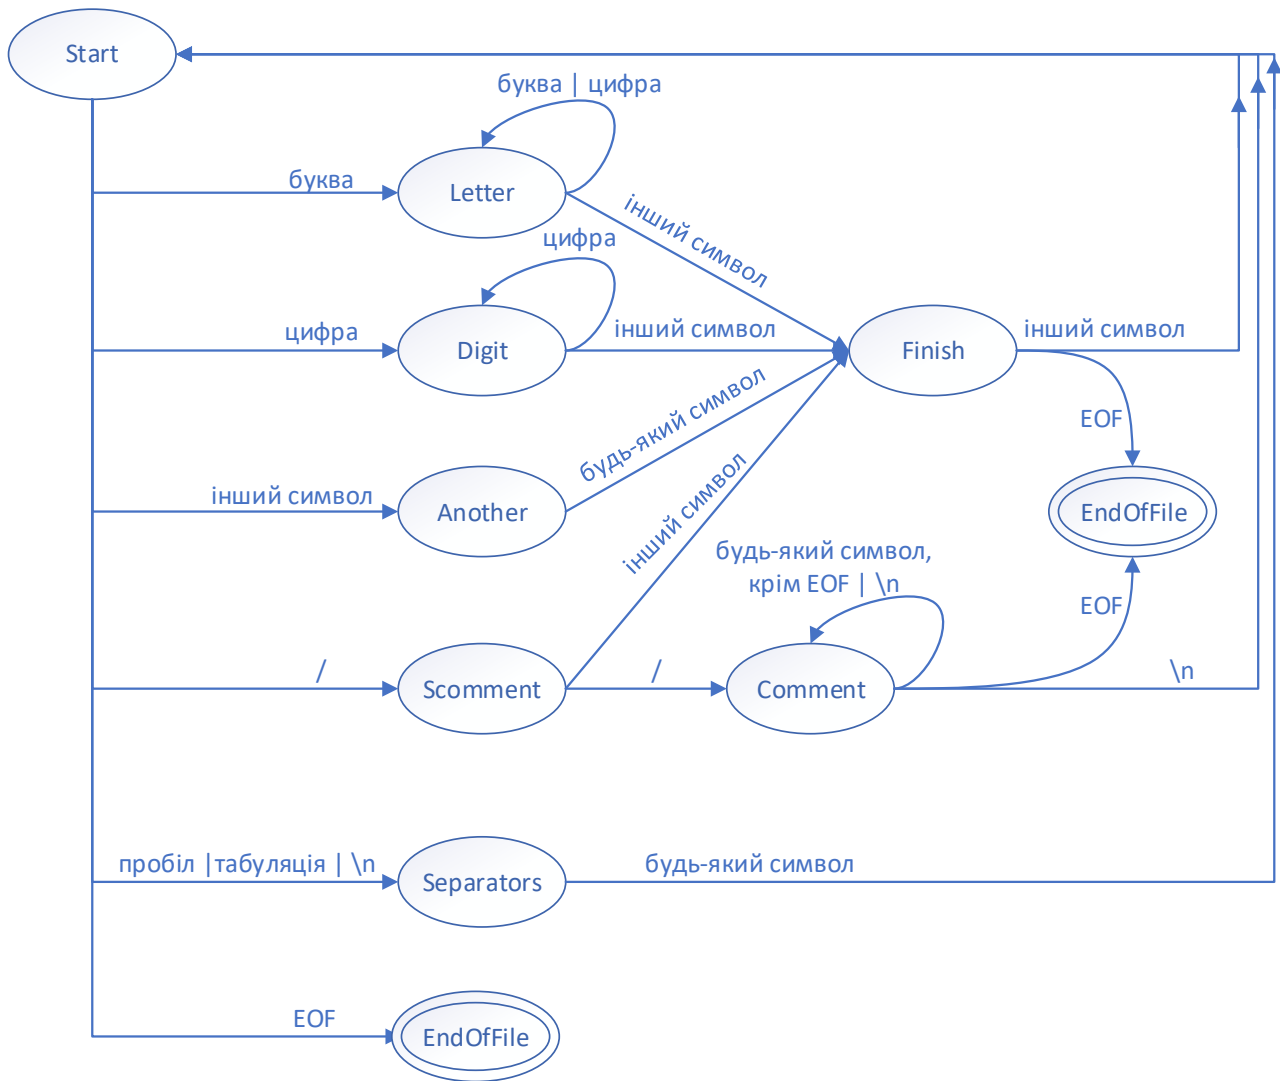 Start
буква | цифра
буква
Letter
інший символ
цифра
цифра
Digit
інший символ
Finish
інший символ
будь-який символ
EOF
інший символ
Another
EndOfFile
інший символ
будь-який символ,
крім EOF | \n
EOF
/
Scomment
/
Comment
\n
пробіл |табуляція | \n
Separators
будь-який символ
EOF
EndOfFile